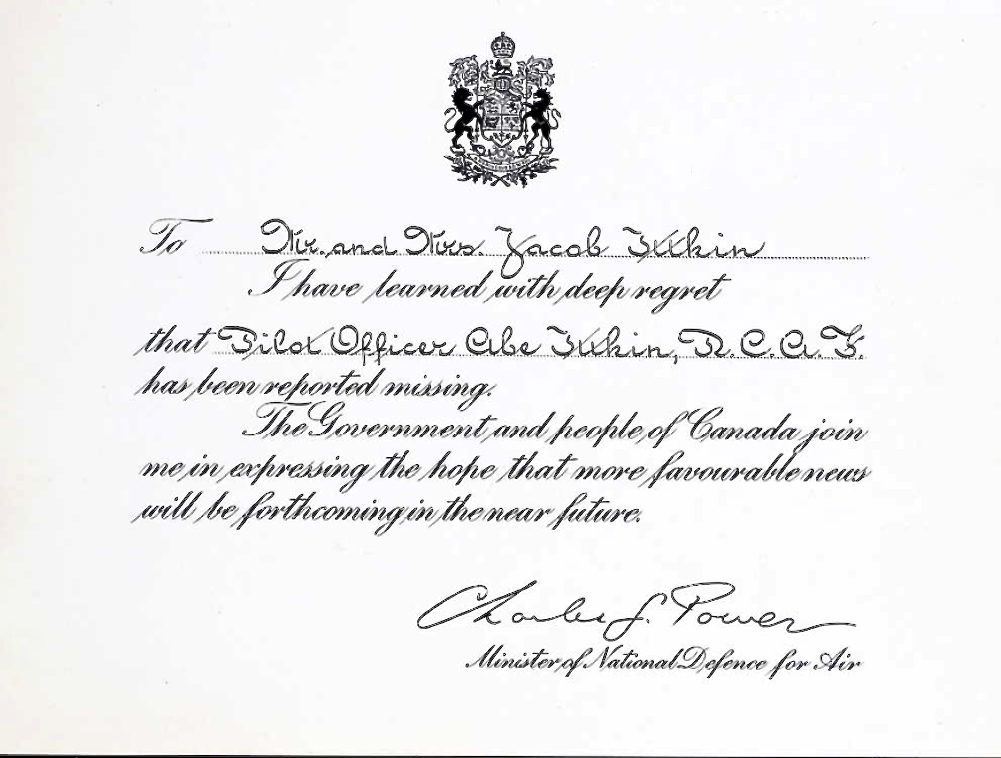 To Mr. and Mrs. Jacob
I have learned with deep regret
that Pilot Officer Abe R.C.A.F.
has been reported missing.
The Government and people of Canada join
me in expressing the hope that more favourable news
will be forthcoming in the near future.
Charles G. Power
Minister of National Defence for Air